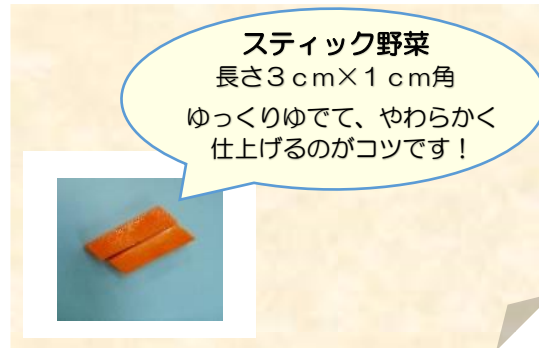 スティック野菜
長さ３ｃｍ×１ｃｍ角
ゆっくりゆでて、やわらかく
仕上げるのがコツです！